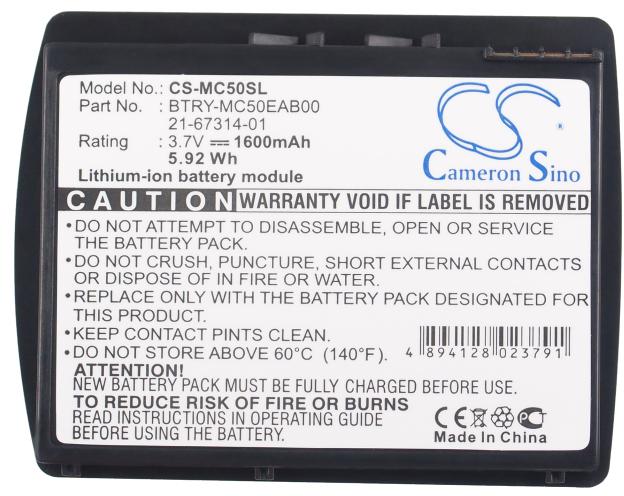 Model No.: CS-MC50SL
Part No. : BTRY-MC50EAB00
21-67314-01
Rating : 3.7V 1600mAh
5.92 Wh
Lithium-ion battery module
CS
Cameron Sino
CAUTION WARRANTY VOID IF LABEL IS REMOVED
•DO NOT ATTEMPT TO DISASSEMBLE, OPEN OR SERVICE
THE BATTERY PACK.
•DO NOT CRUSH, PUNCTURE, SHORT EXTERNAL CONTACTS
OR DISPOSE OF IN FIRE OR WATER.
•REPLACE ONLY WITH THE BATTERY PACK DESIGNATED FOR
THIS PRODUCT.
•KEEP CONTACT PINTS CLEAN.
•DO NOT STORE ABOVE 60°C (140°F).
ATTENTION!
NEW BATTERY PACK MUST BE FULLY CHARGED BEFORE USE.
TO REDUCE RISK OF FIRE OR BURNS
READ INSTRUCTIONS IN OPERATING GUIDE
BEFORE RUNNING BATTERY PACK.
4 894128 023791
CE PCT
Made In China